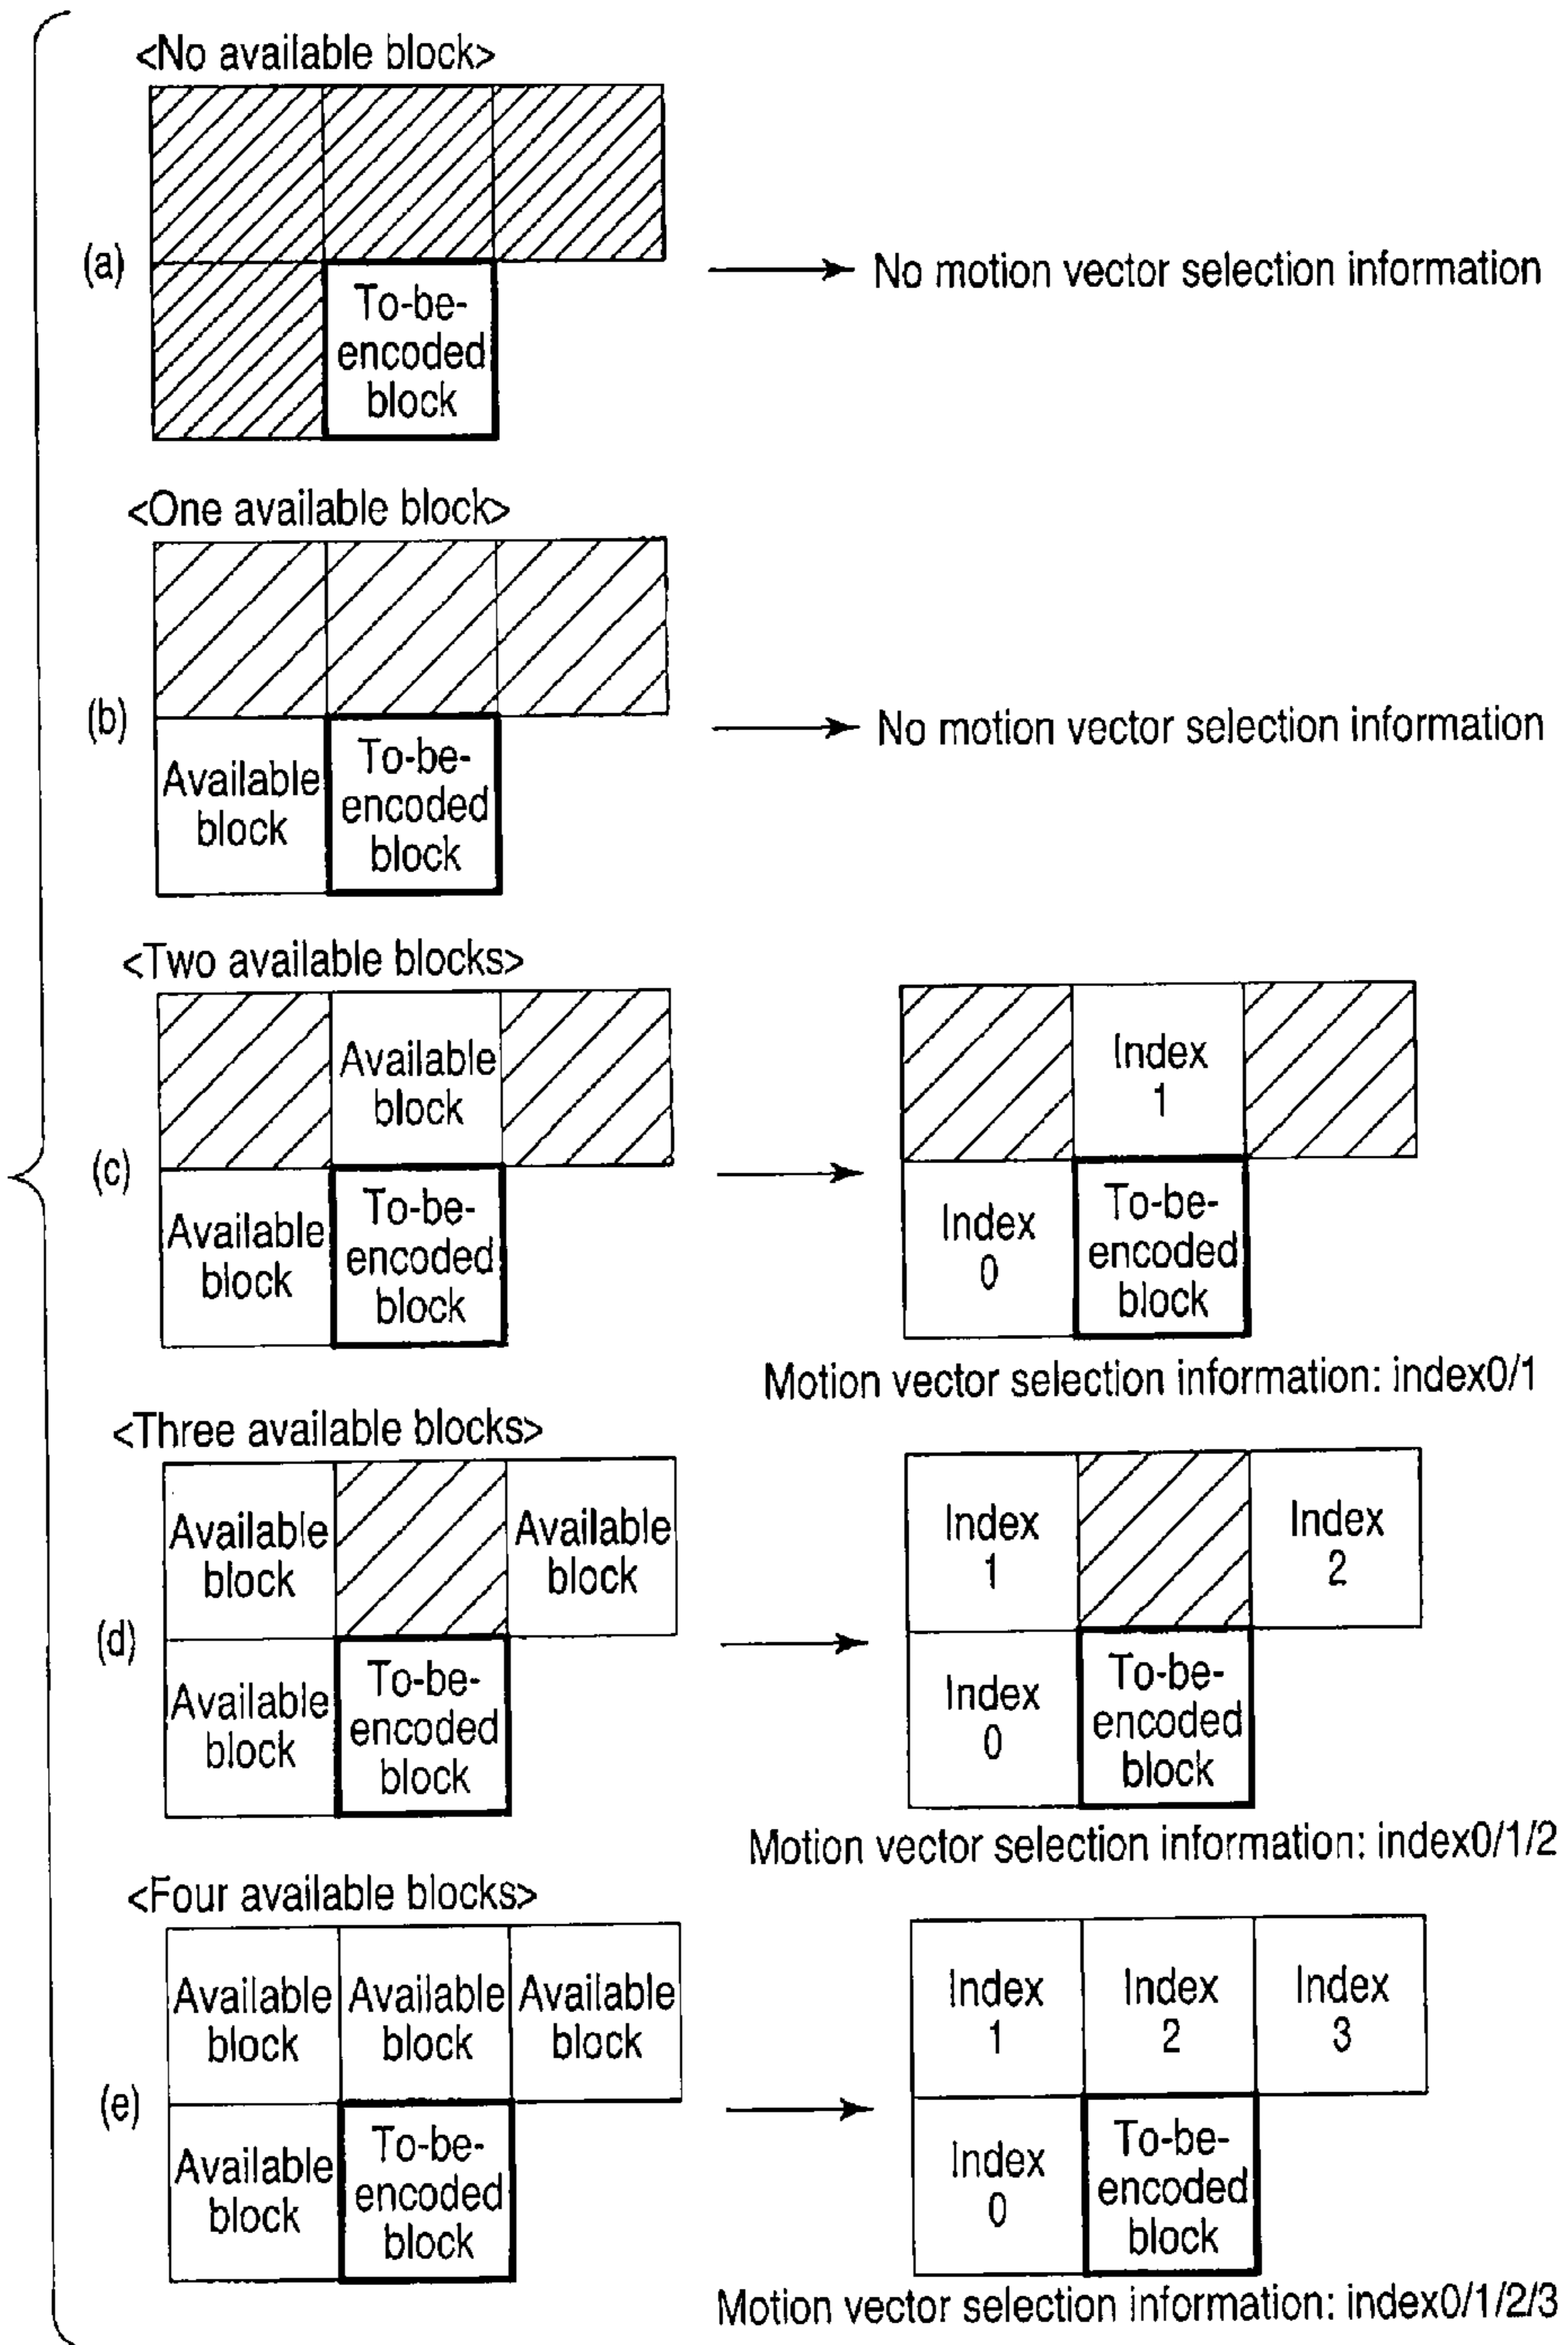 <No available block>
(a)
To-be-
encoded
block
No motion vector selection information
<One available block>
(b)
Available
block
To-be-
encoded
block
No motion vector selection information
<Two available blocks>
(c)
Available
block
Available
block
To-be-
encoded
block
Index
1
Index
0
To-be-
encoded
block
Motion vector selection information: index0/1
<Three available blocks>
(d)
Available
block
Available
block
Available
block
To-be-
encoded
block
Index
1
Index
2
Index
0
To-be-
encoded
block
Motion vector selection information: index0/1/2
<Four available blocks>
(e)
Available
block
Available
block
Available
block
Available
block
To-be-
encoded
block
Index
1
Index
2
Index
3
Index
0
To-be-
encoded
block
Motion vector selection information: index0/1/2/3